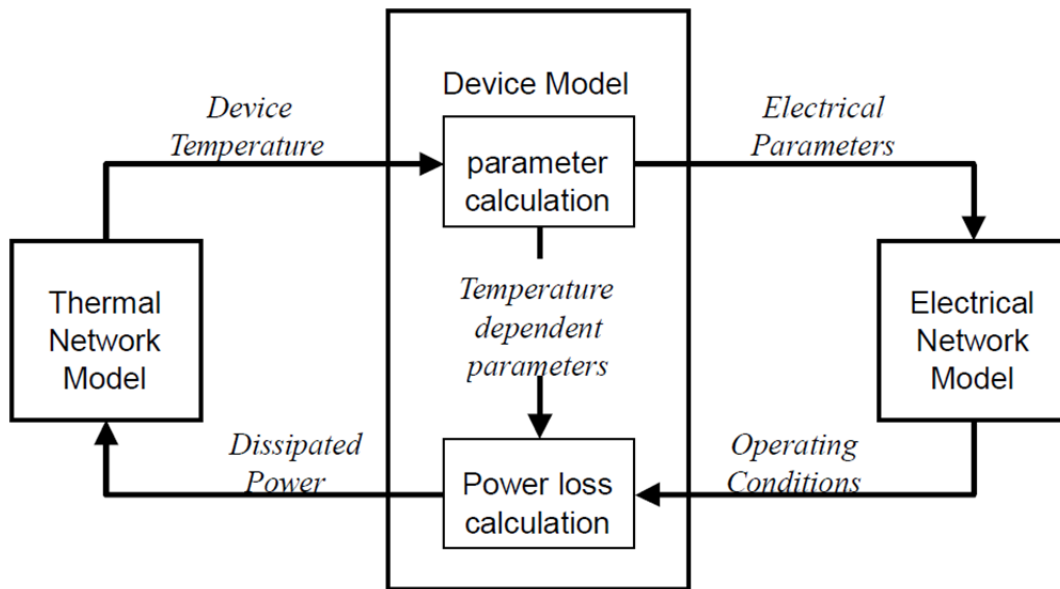 Device Model
Device
Temperature
parameter
calculation
Electrical
Parameters
Thermal
Network
Model
Temperature
dependent
parameters
Electrical
Network
Model
Dissipated
Power
Power loss
calculation
Operating
Conditions